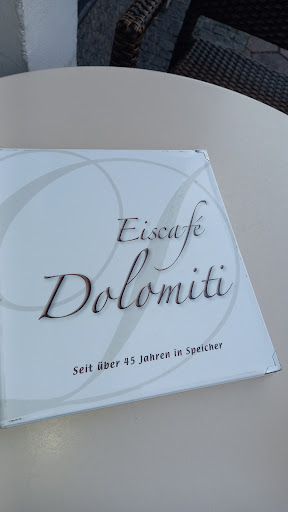 Eiscafé
Dolomiti
Seit über 45 Jahren in Speicher